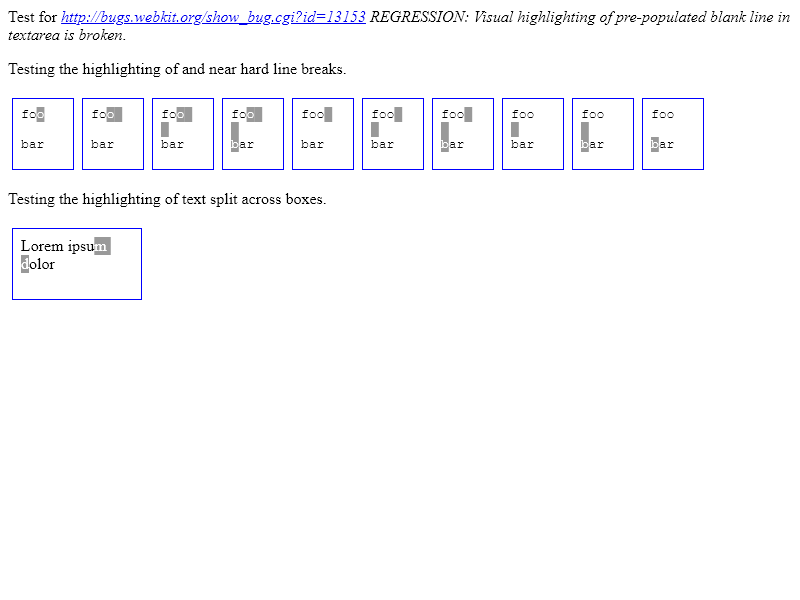 Test for http://bugs.webkit.org/show_bug.cgi?id=13153 REGRESSION: Visual highlighting of pre-populated blank line in
textarea is broken.
Testing the highlighting of and near hard line breaks.
foo foo foo foo foo foo foo foo foo foo
bar bar bar bar bar bar bar bar bar bar
Testing the highlighting of text split across boxes.
Lorem ipsum
dolor